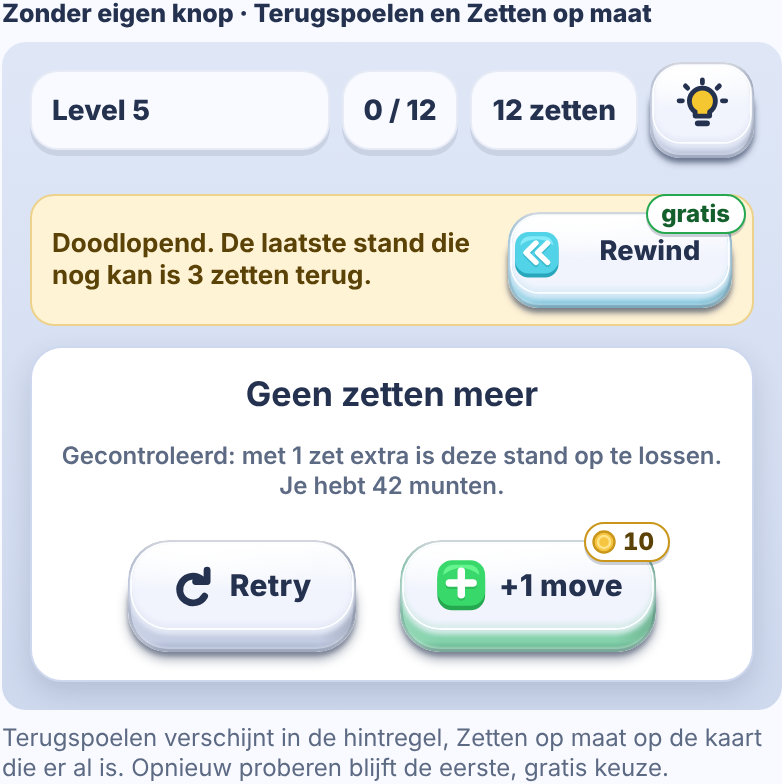 Zonder eigen knop · Terugspoelen en Zetten op maat
Level 5
0 / 12
12 zetten
gratis
Doodlopend. De laatste stand die
nog kan is 3 zetten terug.
Rewind
Geen zetten meer
Gecontroleerd: met 1 zet extra is deze stand op te lossen.
Je hebt 42 munten.
10
Retry
+1 move
Terugspoelen verschijnt in de hintregel, Zetten op maat op de kaart
die er al is. Opnieuw proberen blijft de eerste, gratis keuze.